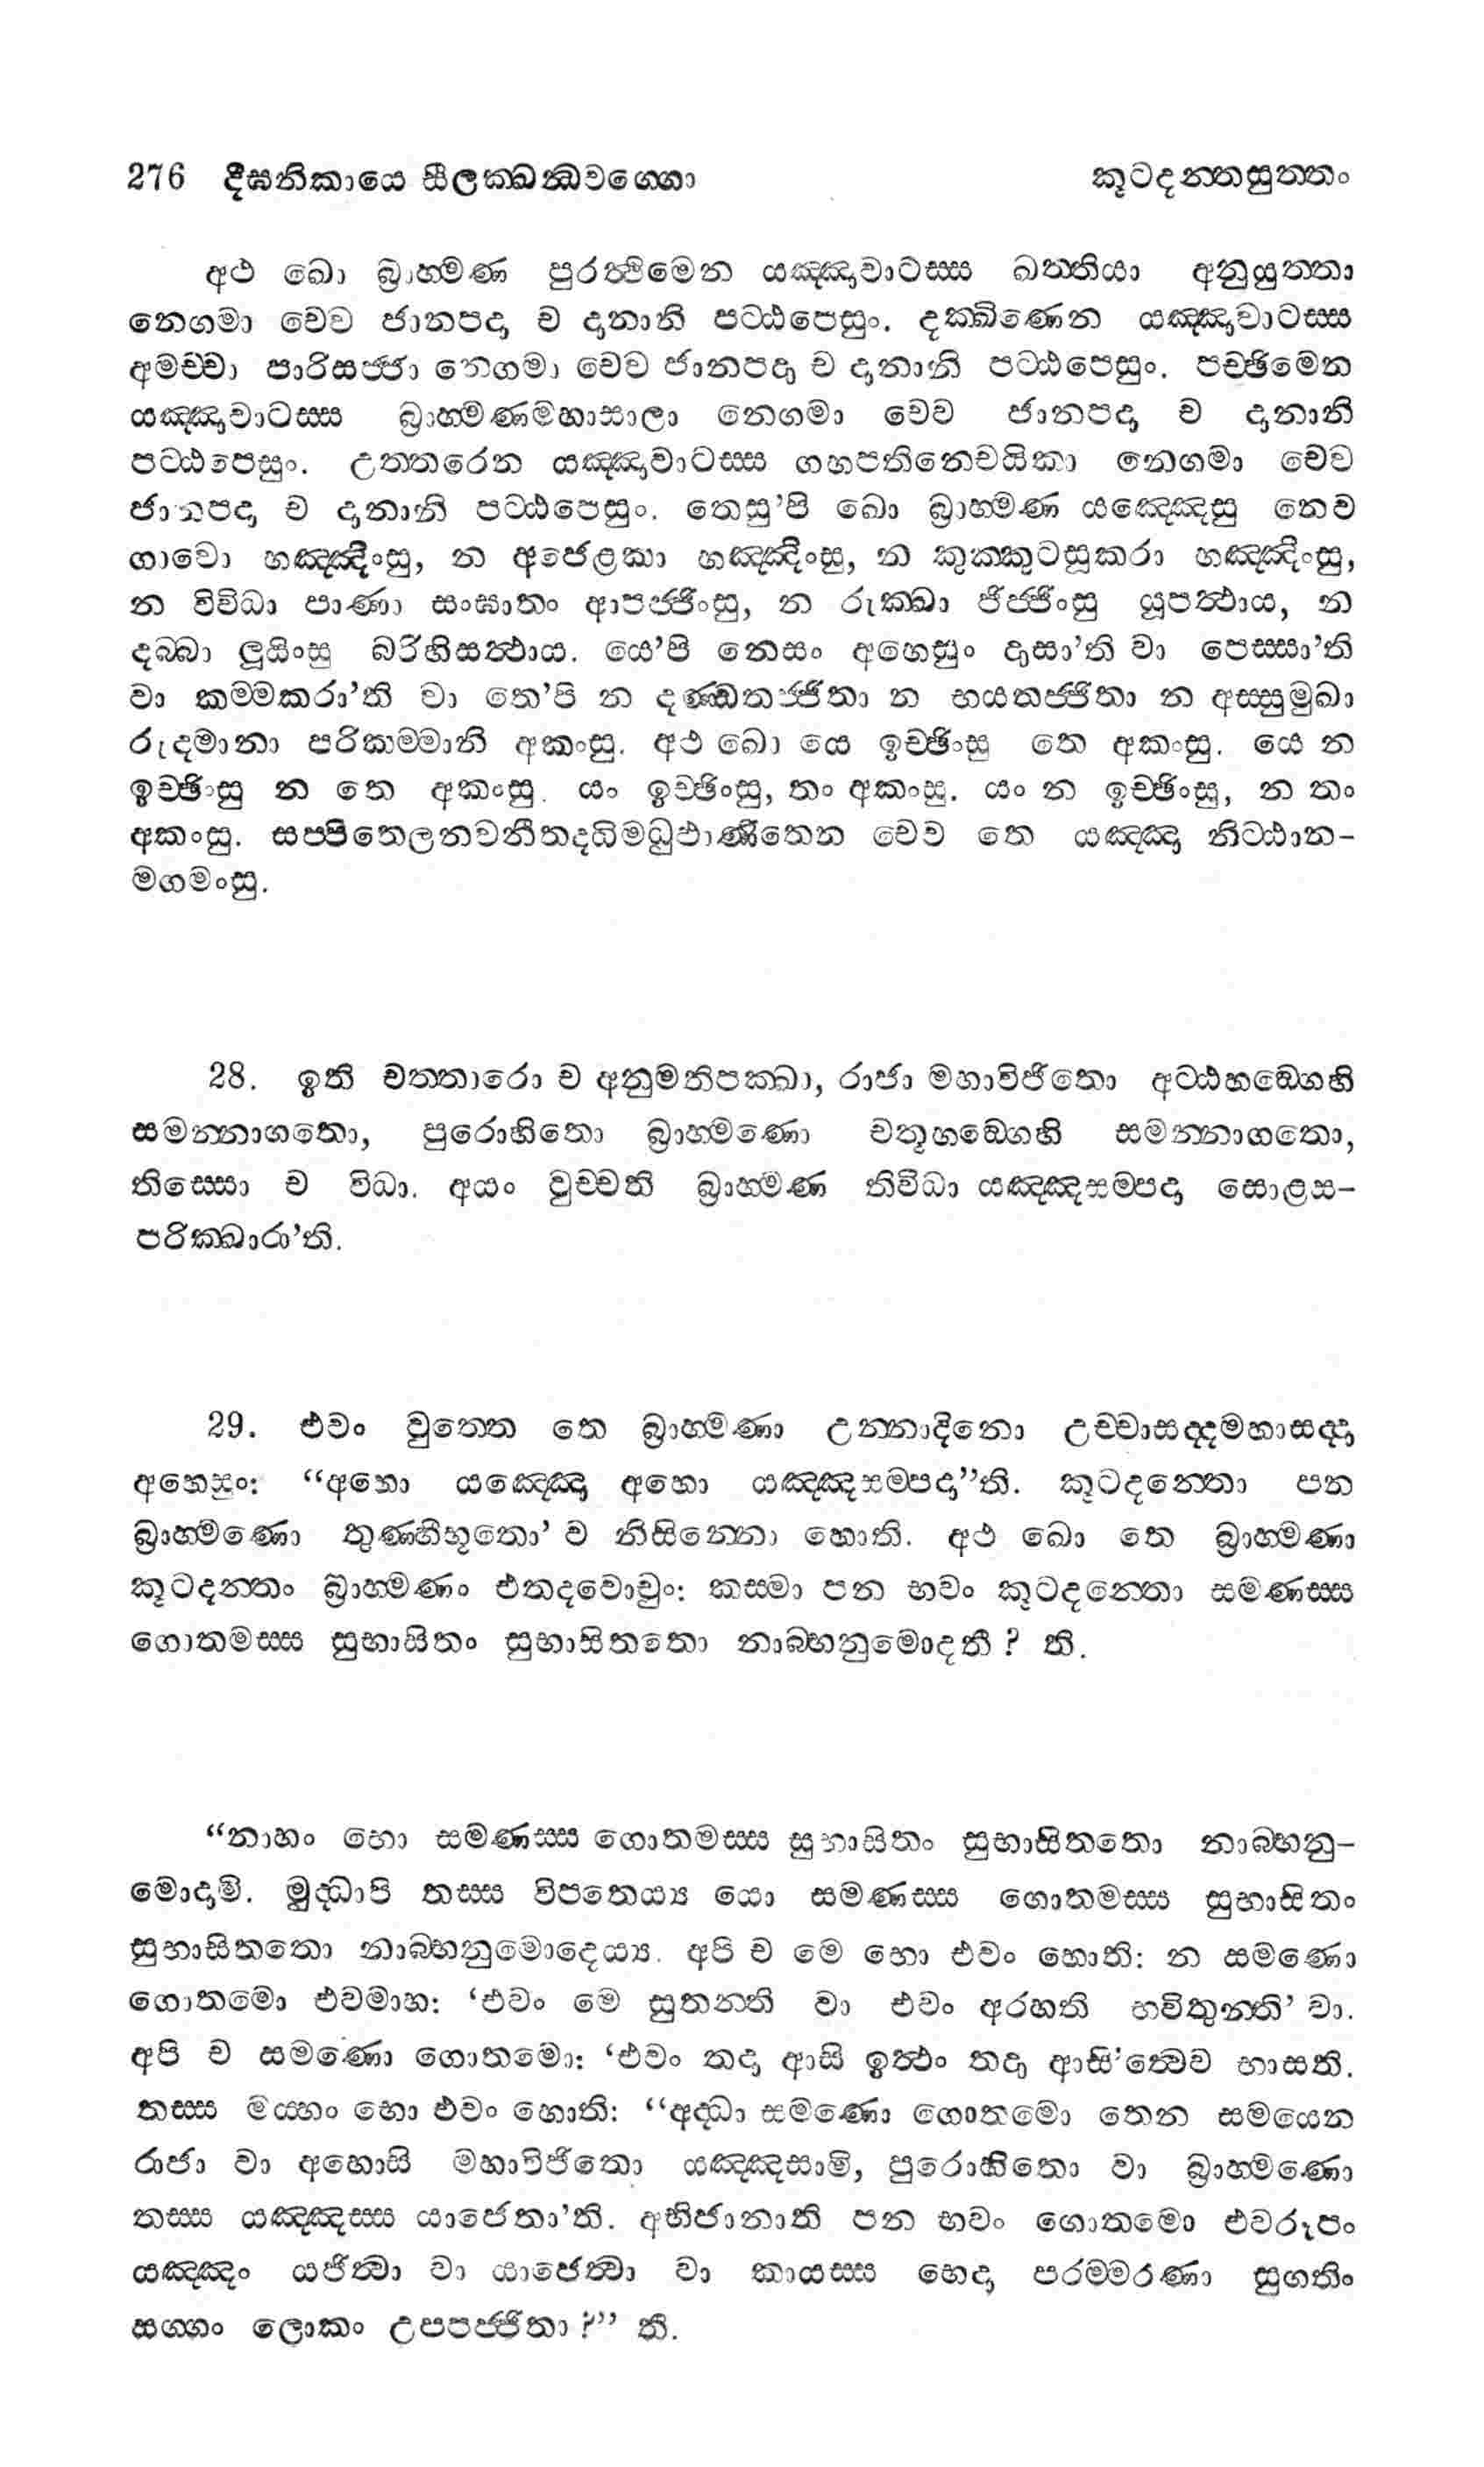 276 දීඝනිකායෙ සීලක්ඛන්ධවග්ගො කූටදන්තසුත්තං
අථ ඛො බ්‍රාහ්මණ පුරත්ථිමෙන යඤ්ඤවාටස්ස ඛත්තියා අනුයුත්තා
නෙගමා චෙව ජානපදා ච දානානි පට්ඨපෙසුං. දක්ඛිණෙන යඤ්ඤවාටස්ස
අමච්චා පාරිසජ්ජා නෙගමා චෙව ජානපදා ච දානානි පට්ඨපෙසුං. පච්ඡිමෙන
යඤ්ඤවාටස්ස බ්‍රාහ්මණමහාසාලා නෙගමා චෙව ජානපදා ච දානානි
පට්ඨපෙසුං. උත්තරෙන යඤ්ඤවාටස්ස ගහපතිනෙචයිකා නෙගමා චෙව
ජානපදා ච දානානි පට්ඨපෙසුං. තෙසු’පි ඛො බ්‍රාහ්මණ යඤ්ඤෙසු නෙව
ගාවො හඤ්ඤිංසු, න අජෙළකා හඤ්ඤිංසු, න කුක්කුටසූකරා හඤ්ඤිංසු,
න විවිධා පාණා සංඝාතං ආපජ්ජිංසු, න රුක්ඛා ඡිජ්ජිංසු යූපත්ථාය, න
දබ්බා ලූයිංසු බරිහිසත්ථාය. යෙ’පි තෙසං අහෙසුං දාසා’ති වා පෙස්සා’ති
වා කම්මකරා’ති වා තෙ’පි න දණ්ඩතජ්ජිතා න භයතජ්ජිතා න අස්සුමුඛා
රුදමානා පරිකම්මානි අකංසු. අථ ඛො යෙ ඉච්ඡිංසු තෙ අකංසු. යෙ න
ඉච්ඡිංසු න තෙ අකංසු. යං ඉච්ඡිංසු, තං අකංසු. යං න ඉච්ඡිංසු, න තං
අකංසු. සප්පිතෙලනවනීතදධිමධුඵාණිතෙන චෙව තෙ යඤ්ඤා නිට්ඨාන-
මගමංසු.
28. ඉති චත්තාරො ච අනුමතිපක්ඛා, රාජා මහාවිජිතො අට්ඨහඞ්ගෙහි
සමන්නාගතො, පුරොහිතො බ්‍රාහ්මණො චතූහඞ්ගෙහි සමන්නාගතො,
තිස්සො ච විධා. අයං වුච්චති බ්‍රාහ්මණ තිවිධා යඤ්ඤසම්පදා සොළස-
පරික්ඛාරා’ති.
29. එවං වුත්තෙ තෙ බ්‍රාහ්මණා උන්නාදිනො උච්චාසද්දමහාසද්දා
අහෙසුං: “අහො යඤ්ඤො අහො යඤ්ඤසම්පදා”ති. කූටදන්තො පන
බ්‍රාහ්මණො තුණ්හීභූතො’ ව නිසින්නො හොති. අථ ඛො තෙ බ්‍රාහ්මණා
කූටදන්තං බ්‍රාහ්මණං එතදවොචුං: කස්මා පන භවං කූටදන්තො සමණස්ස
ගොතමස්ස සුභාසිතං සුභාසිතතො නාබ්භනුමොදතී ? ති.
“නාහං භො සමණස්ස ගොතමස්ස සුභාසිතං සුභාසිතතො නාබ්භනු-
මොදාමි. මුද්ධාපි තස්ස විපතෙය්‍ය යො සමණස්ස ගොතමස්ස සුභාසිතං
සුභාසිතතො නාබ්භනුමොදෙය්‍ය. අපි ච මෙ භො එවං හොති: න සමණො
ගොතමො එවමාහ: ‘එවං මෙ සුතන්ති වා එවං අරහති භවිතුන්ති’ වා.
අපි ච සමණො ගොතමො: ‘එවං තදා ආසි ඉත්ථං තදා ආසි’ත්වෙව භාසති.
තස්ස මය්හං භො එවං හොති: “අද්ධා සමණො ගොතමො තෙන සමයෙන
රාජා වා අහොසි මහාවිජිතො යඤ්ඤසාමි, පුරොහිතො වා බ්‍රාහ්මණො
තස්ස යඤ්ඤස්ස යාජෙතා’ති. අභිජානාති පන භවං ගොතමො එවරූපං
යඤ්ඤං යජිත්වා වා යාජෙත්වා වා කායස්ස භෙදා පරම්මරණා සුගතිං
සග්ගං ලොකං උපපජ්ජිතා ?” ති.